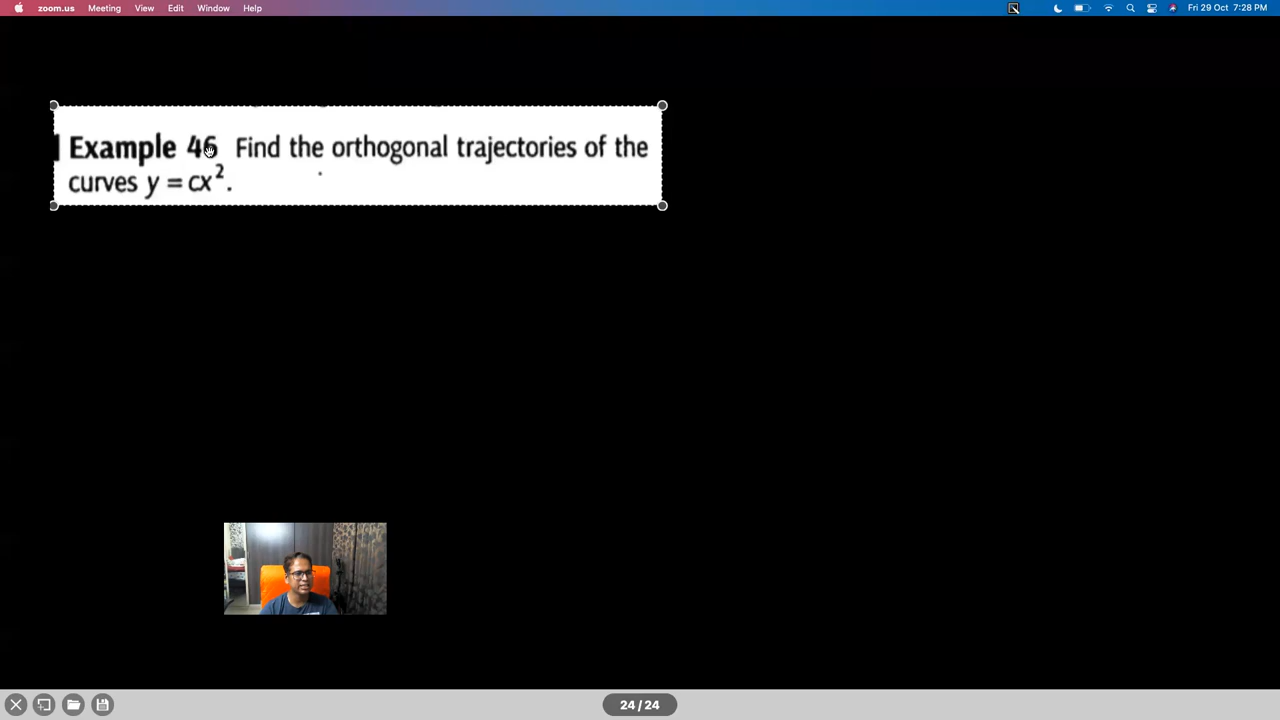 zoom.us Meeting View Edit Window Help Fri 29 Oct 7:28 PM
Example 46 Find the orthogonal trajectories of the
curves y = cx².
24 / 24